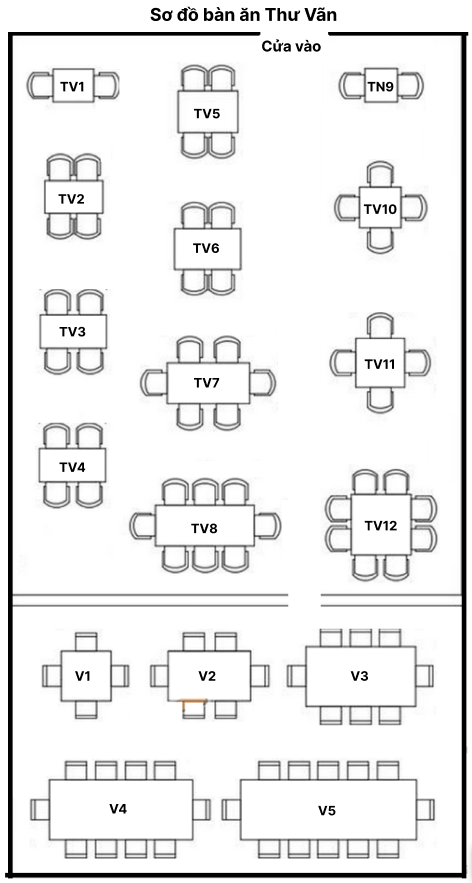 Sơ đồ bàn ăn Thư Vãn
Cửa vào
TV1
TV5
TN9
TV2
TV10
TV6
TV3
TV11
TV7
TV4
TV8
TV12
V1
V2
V3
V4
V5